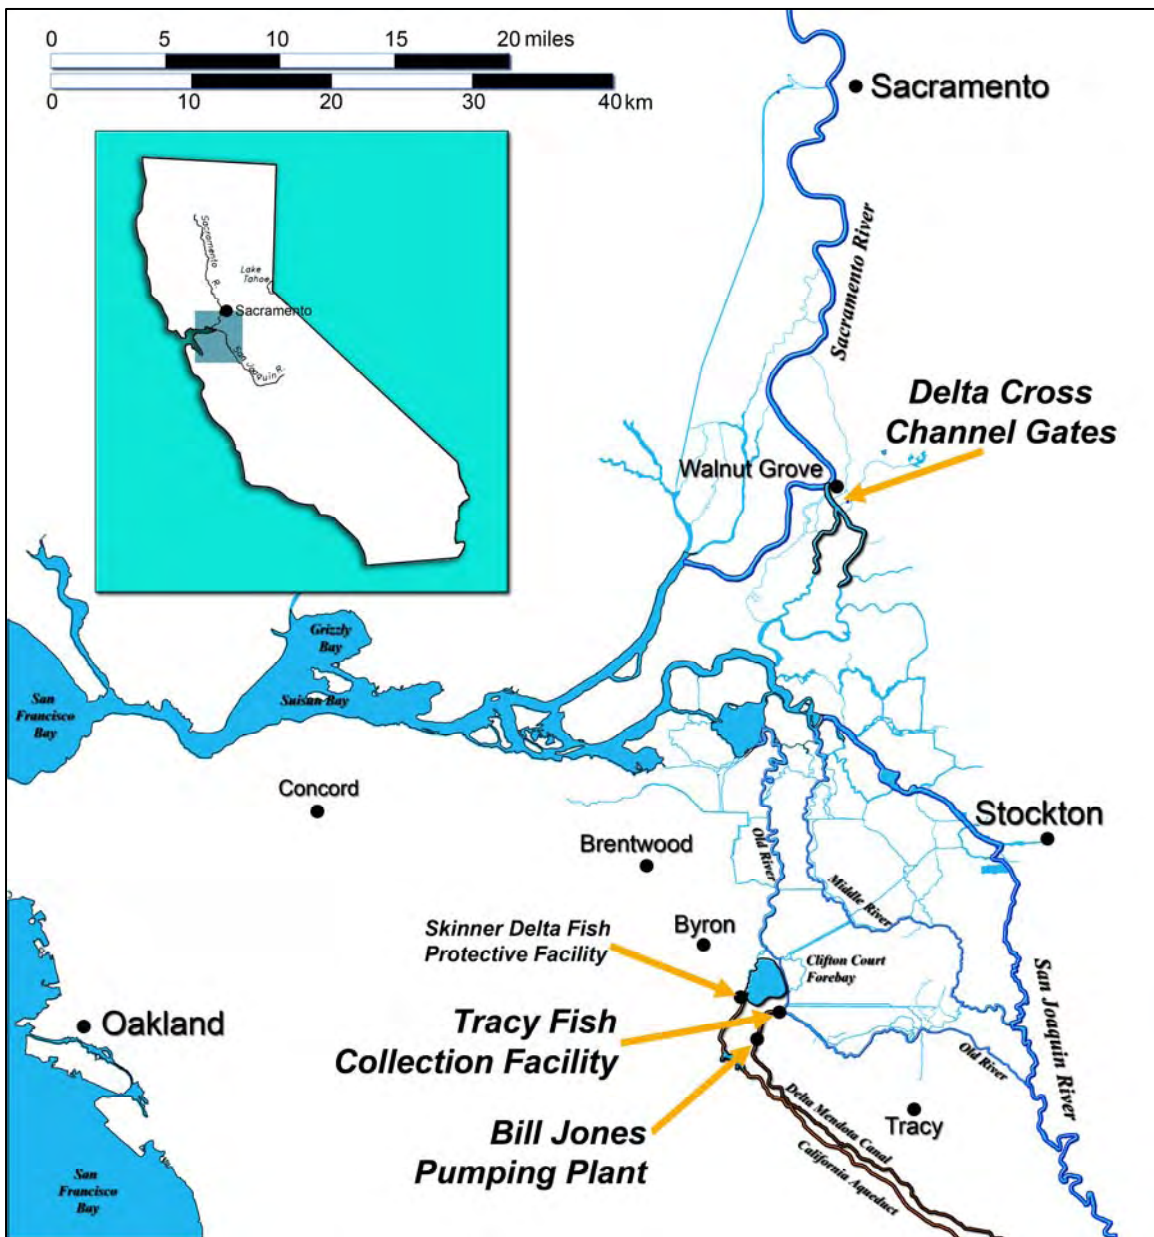 0 5 10 15 20 miles
0 10 20 30 40 km
Sacramento
Sacramento R.
Lake
Tahoe
Sacramento
San Joaquin R.
Sacramento River
Delta Cross
Channel Gates
Walnut Grove
Grizzly
Bay
San
Francisco
Bay
Suisun Bay
Concord
Stockton
Brentwood
Old River
Middle River
Skinner Delta Fish
Protective Facility
Byron
Clifton Court
Forebay
San Joaquin River
Oakland
Tracy Fish
Collection Facility
Old River
Bill Jones
Pumping Plant
Delta Mendota Canal
California Aqueduct
Tracy
San
Francisco
Bay